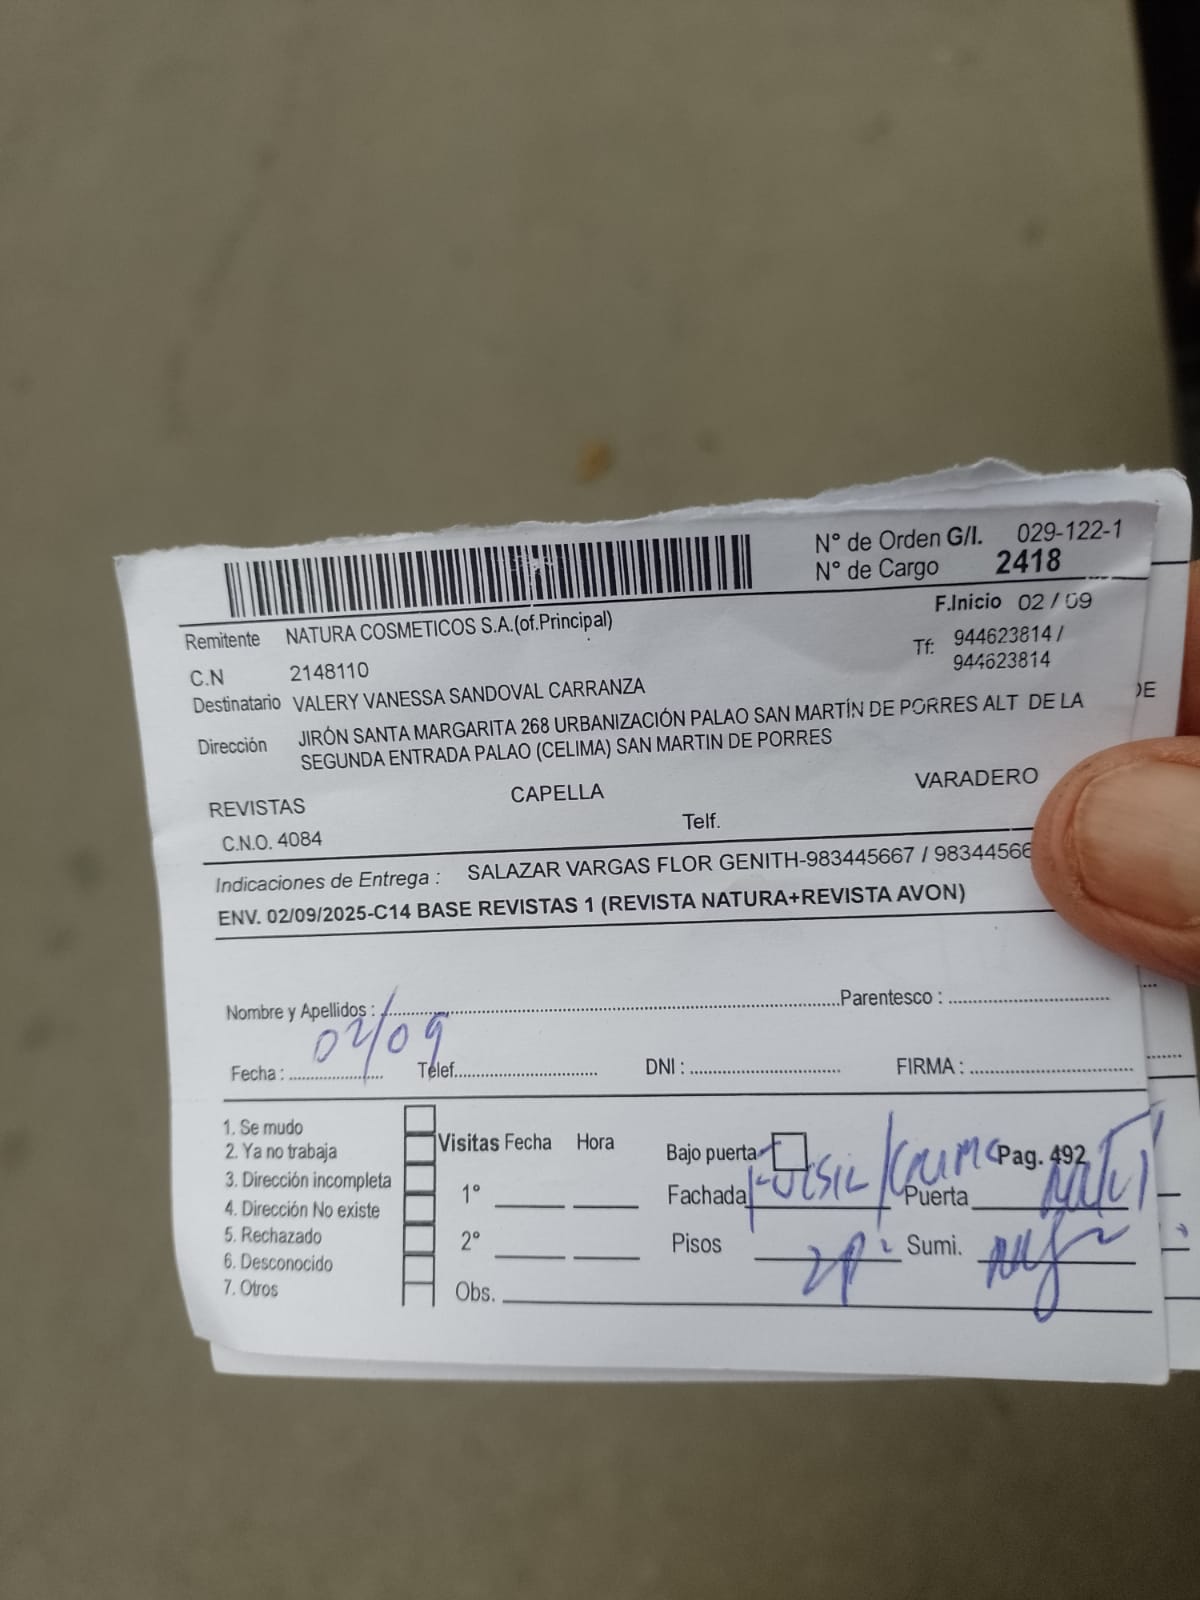 N° de Orden G/I. 029-122-1
N° de Cargo 2418
F.Inicio 02 / 09
Remitente NATURA COSMETICOS S.A.(of.Principal)
Tf: 944623814 /
944623814
C.N 2148110
Destinatario VALERY VANESSA SANDOVAL CARRANZA
DE
Dirección JIRÓN SANTA MARGARITA 268 URBANIZACIÓN PALAO SAN MARTÍN DE PORRES ALT DE LA
SEGUNDA ENTRADA PALAO (CELIMA) SAN MARTIN DE PORRES
REVISTAS CAPELLA VARADERO
C.N.O. 4084 Telf.
Indicaciones de Entrega : SALAZAR VARGAS FLOR GENITH-983445667 / 98344566
ENV. 02/09/2025-C14 BASE REVISTAS 1 (REVISTA NATURA+REVISTA AVON)
Nombre y Apellidos : Parentesco :
02/09
Fecha : Telef. DNI : FIRMA :
1. Se mudo
2. Ya no trabaja
3. Dirección incompleta
4. Dirección No existe
5. Rechazado
6. Desconocido
7. Otros
Visitas Fecha Hora
1°
2°
Obs.
Bajo puerta Pag. 492
Fachada Puerta
Pisos Sumi.